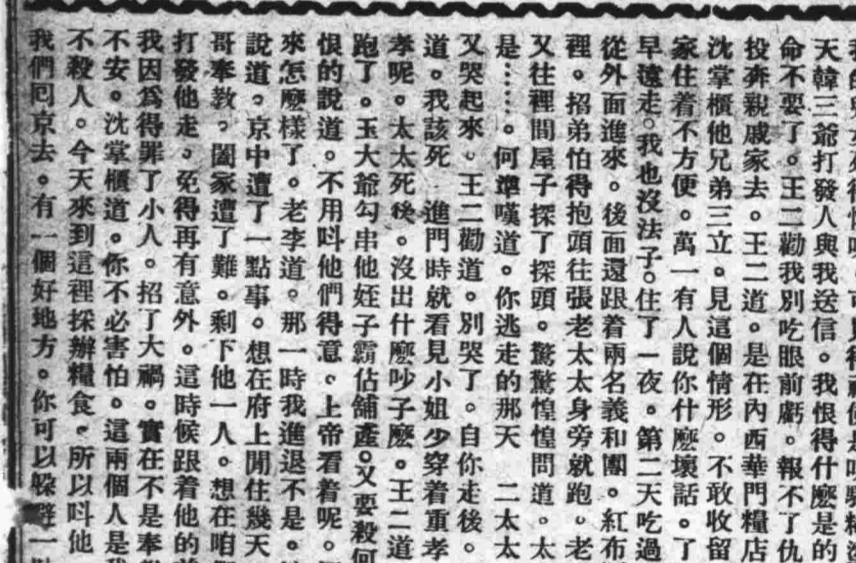 天韓三爺打發人與我送信。我恨得什麽是的
命不要了。王二勸我別吃眼前虧。報不了仇
投奔親戚家去。王二道。是在內西華門糧店
沈掌櫃他兄弟三立。見這個情形。不敢收留
家住着不方便。萬一有人說你什麽壞話。了
早遠走。我也沒法子。住了一夜。第二天吃過
從外面進來。後面還跟着兩名義和團。紅布
裡。招弟怕得抱頭往張老太太身旁就跑。老
又往裡間屋子探了探頭。驚驚惶惶問道。太
是……。何準嘆道。你逃走的那天　二太太
又哭起來。王二勸道。別哭了。自你走後。
道。我該死　進門時就看見小姐少穿着重孝
孝呢。太太死後。沒出什麽吵子麽。王二道
跑了。玉大爺勾串他姪子霸佔舖產。又要殺何
恨的說道。不用呌他們得意。上帝看着呢。
來怎麽樣了。老李道。那一時我進退不是。
說道。京中遭了一點事。想在府上閒住幾天
哥奉教。闔家遭了難。剩下他一人。想在咱
打發他走。免得再有意外。這時候跟着他的
我因爲得罪了小人。招了大禍。實在不是奉
不安。沈掌櫃道。你不必害怕。這兩個人是
不殺人。今天來到這裡採辦糧食。所以呌他
我們囘京去。有一個好地方。你可以躱避一